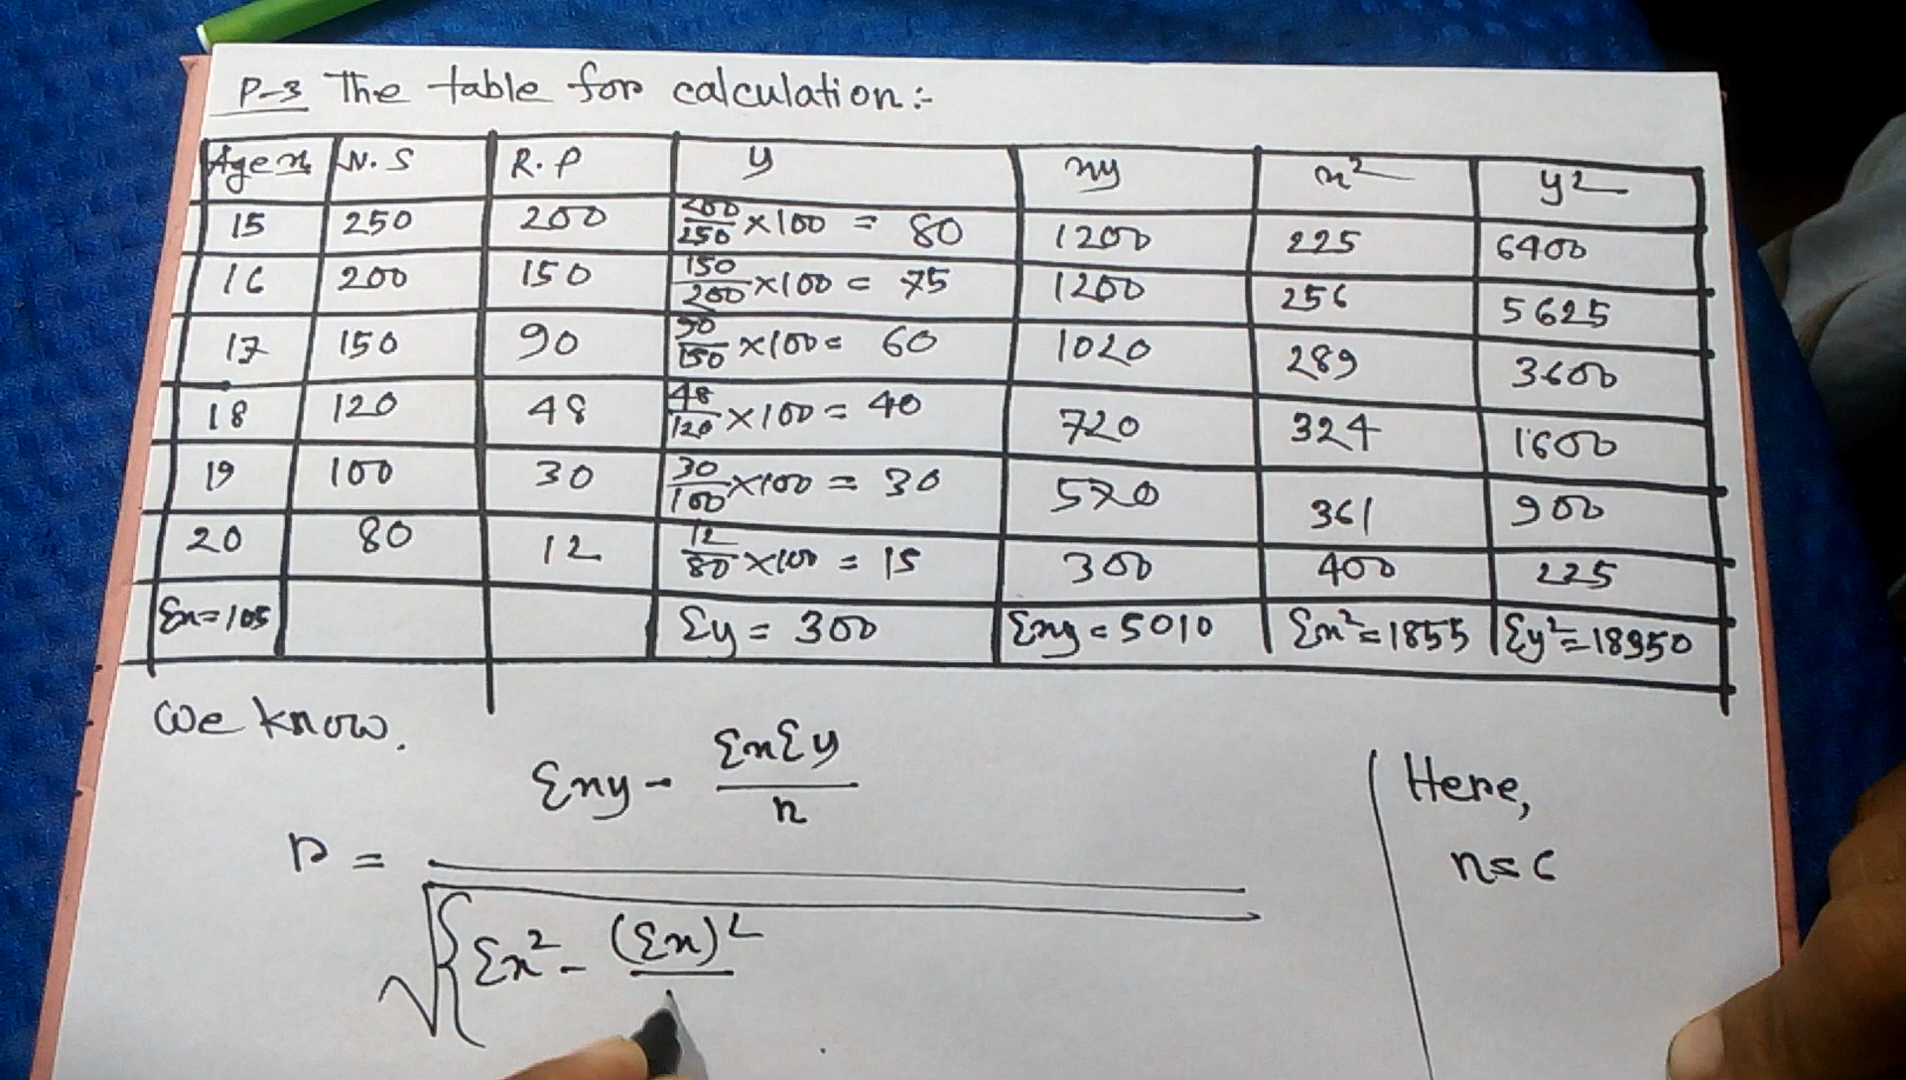 P-3 The table for calculation:-
Age x N.S R.P y xy x² y²
15 250 200 200/250 ×100 = 80 1200 225 6400
16 200 150 150/200 ×100 = 75 1200 256 5625
17 150 90 90/150 ×100 = 60 1020 289 3600
18 120 48 48/120 ×100 = 40 720 324 1600
19 100 30 30/100 ×100 = 30 570 361 900
20 80 12 12/80 ×100 = 15 300 400 225
Σx=105 Σy = 300 Σxy = 5010 Σx²=1855 Σy²=18950
We know.
r = Σxy - ΣxΣy/n
√{Σx² - (Σx)²
Here,
n=6